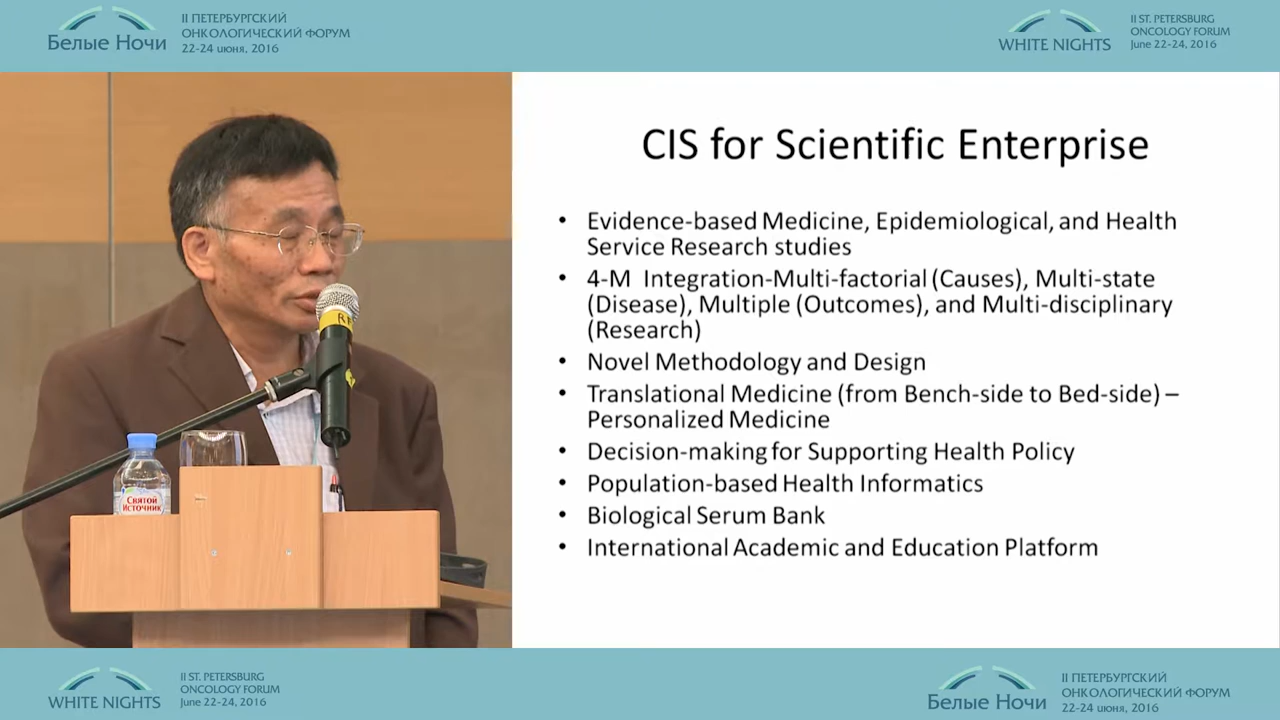 Белые Ночи
II ПЕТЕРБУРГСКИЙ
ОНКОЛОГИЧЕСКИЙ ФОРУМ
22-24 июня, 2016
WHITE NIGHTS
II ST. PETERSBURG
ONCOLOGY FORUM
June 22-24, 2016
CIS for Scientific Enterprise
• Evidence-based Medicine, Epidemiological, and Health
Service Research studies
• 4-M Integration-Multi-factorial (Causes), Multi-state
(Disease), Multiple (Outcomes), and Multi-disciplinary
(Research)
• Novel Methodology and Design
• Translational Medicine (from Bench-side to Bed-side) –
Personalized Medicine
• Decision-making for Supporting Health Policy
• Population-based Health Informatics
• Biological Serum Bank
• International Academic and Education Platform
Святой
Источник
WHITE NIGHTS
II ST. PETERSBURG
ONCOLOGY FORUM
June 22-24, 2016
Белые Ночи
II ПЕТЕРБУРГСКИЙ
ОНКОЛОГИЧЕСКИЙ ФОРУМ
22-24 июня, 2016